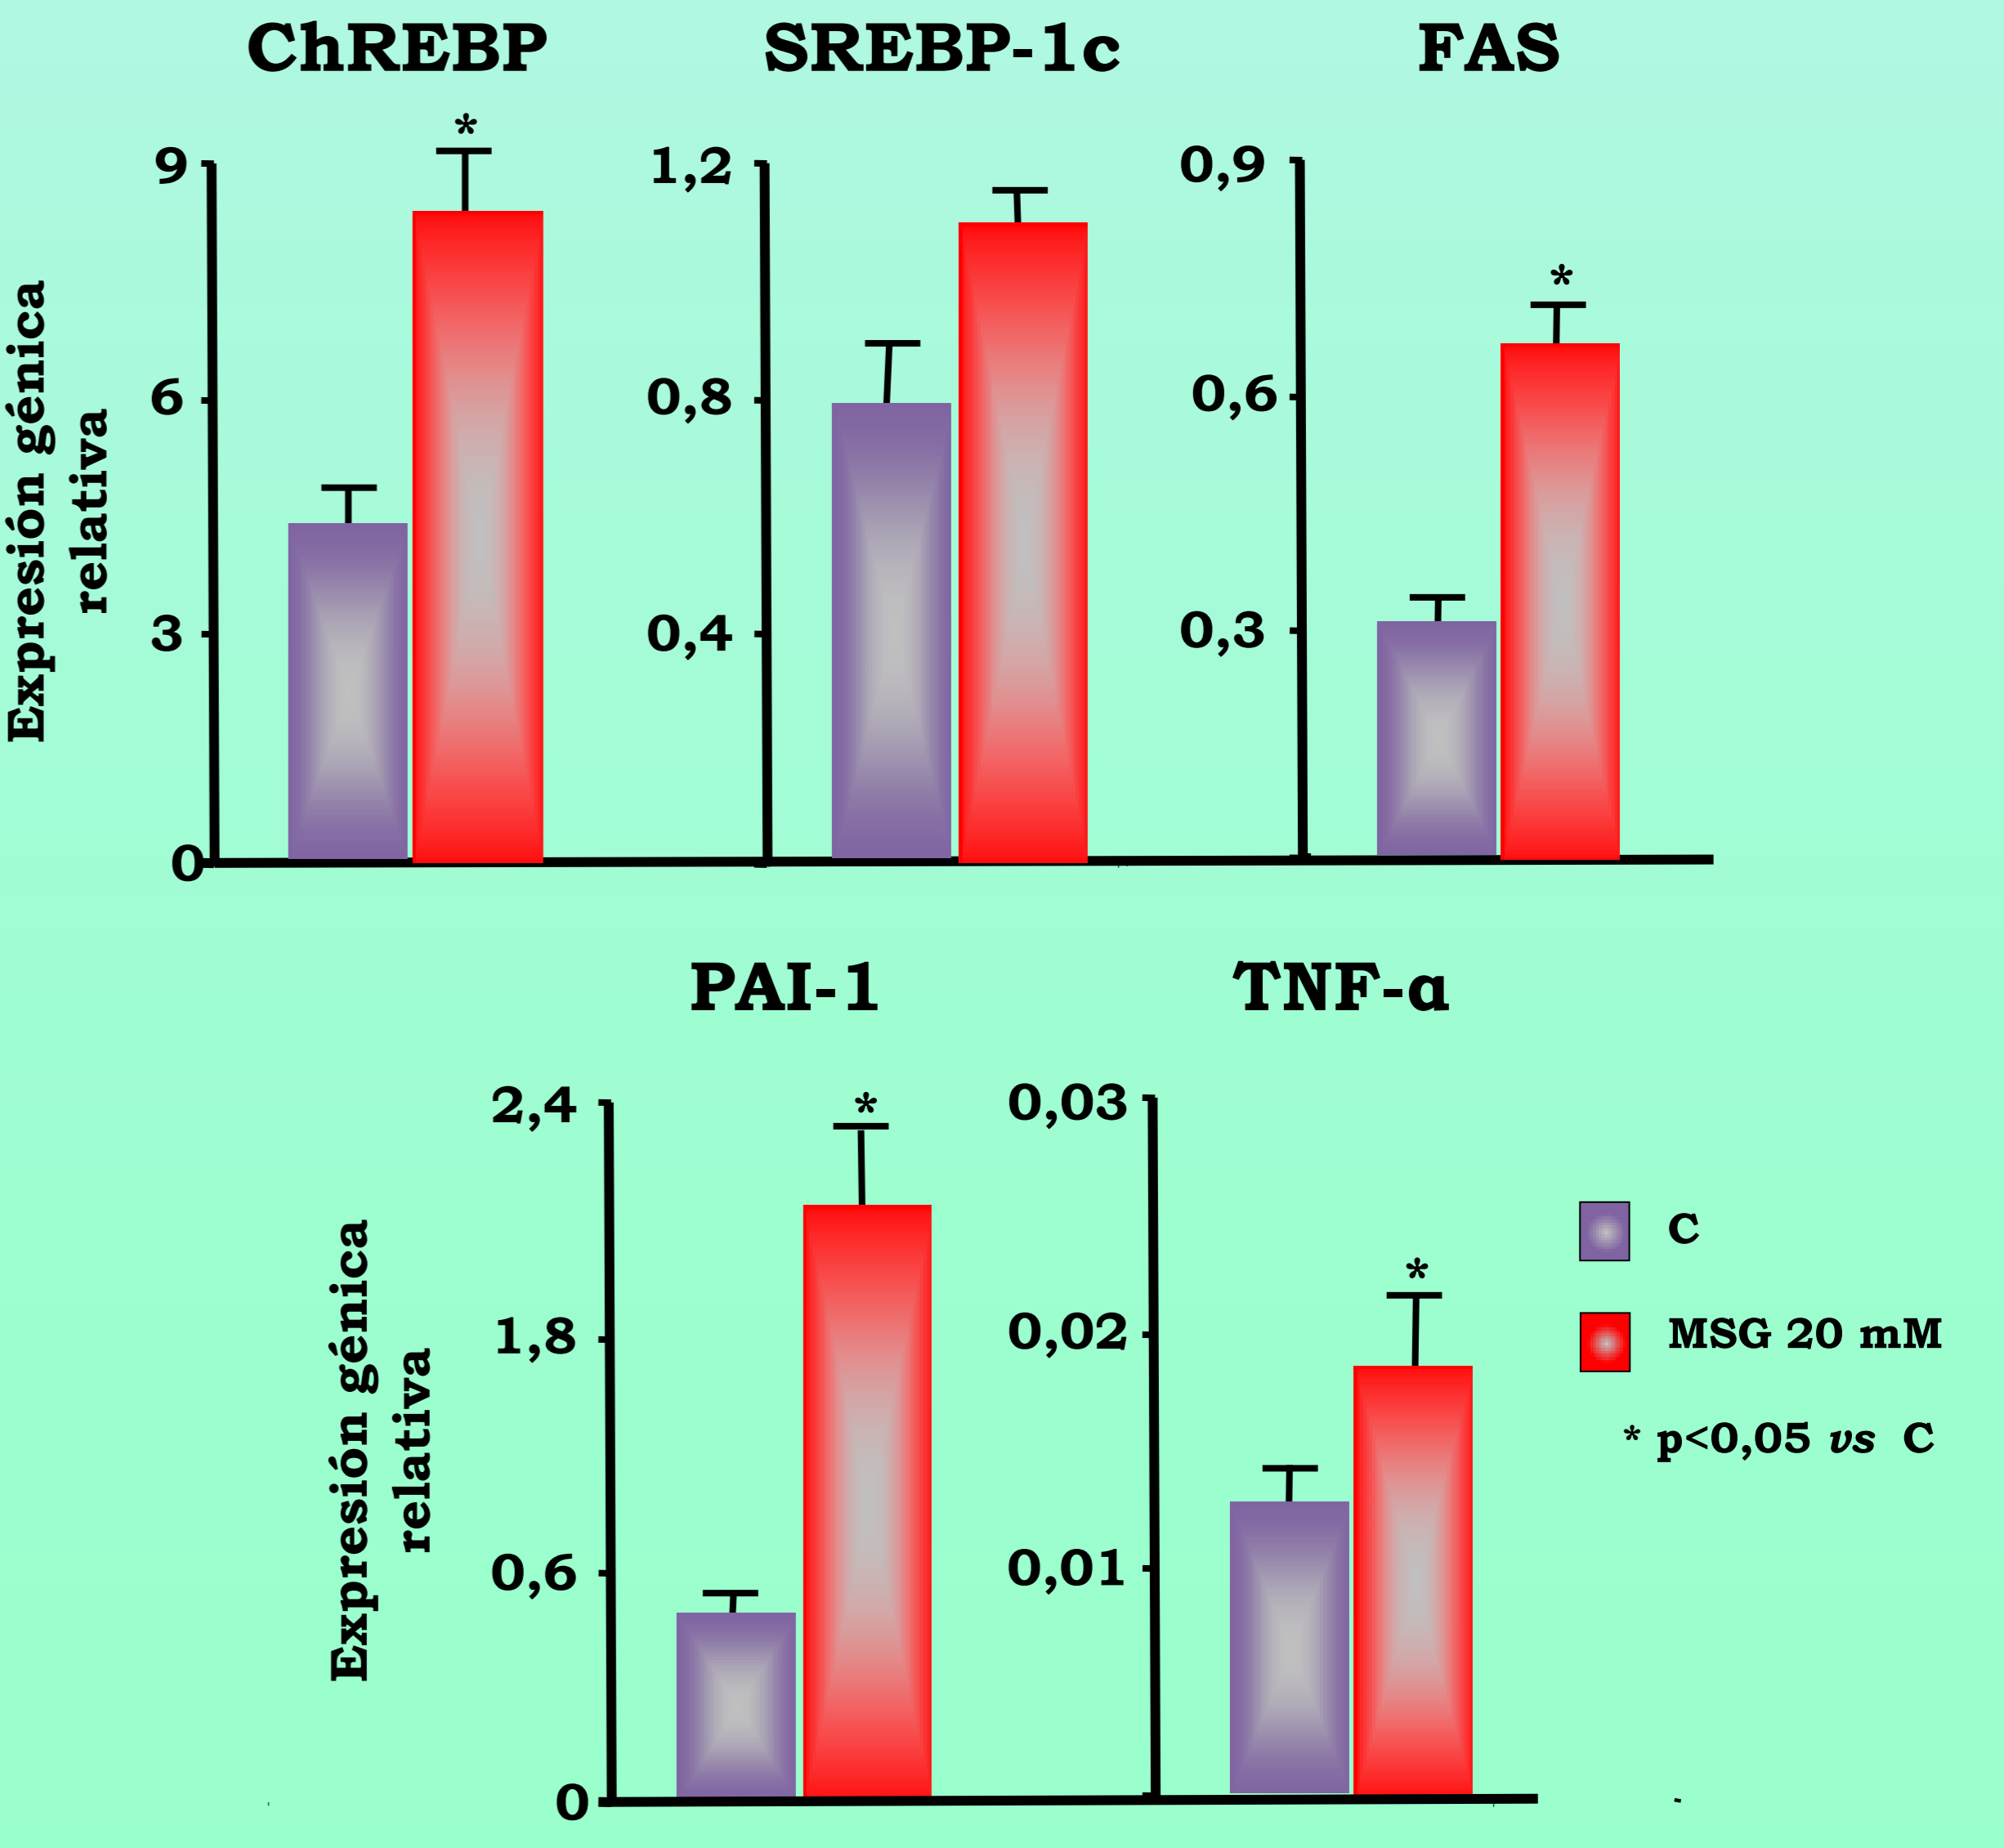 ChREBP SREBP-1c FAS
* 
9 1,2 0,9
*
6 0,8 0,6
3 0,4 0,3
0
Expresión génica
relativa
PAI-1 TNF-α
2,4 * 0,03
*
1,8 0,02
0,6 0,01
0
Expresión génica
relativa
C
MSG 20 mM
* p<0,05 vs C